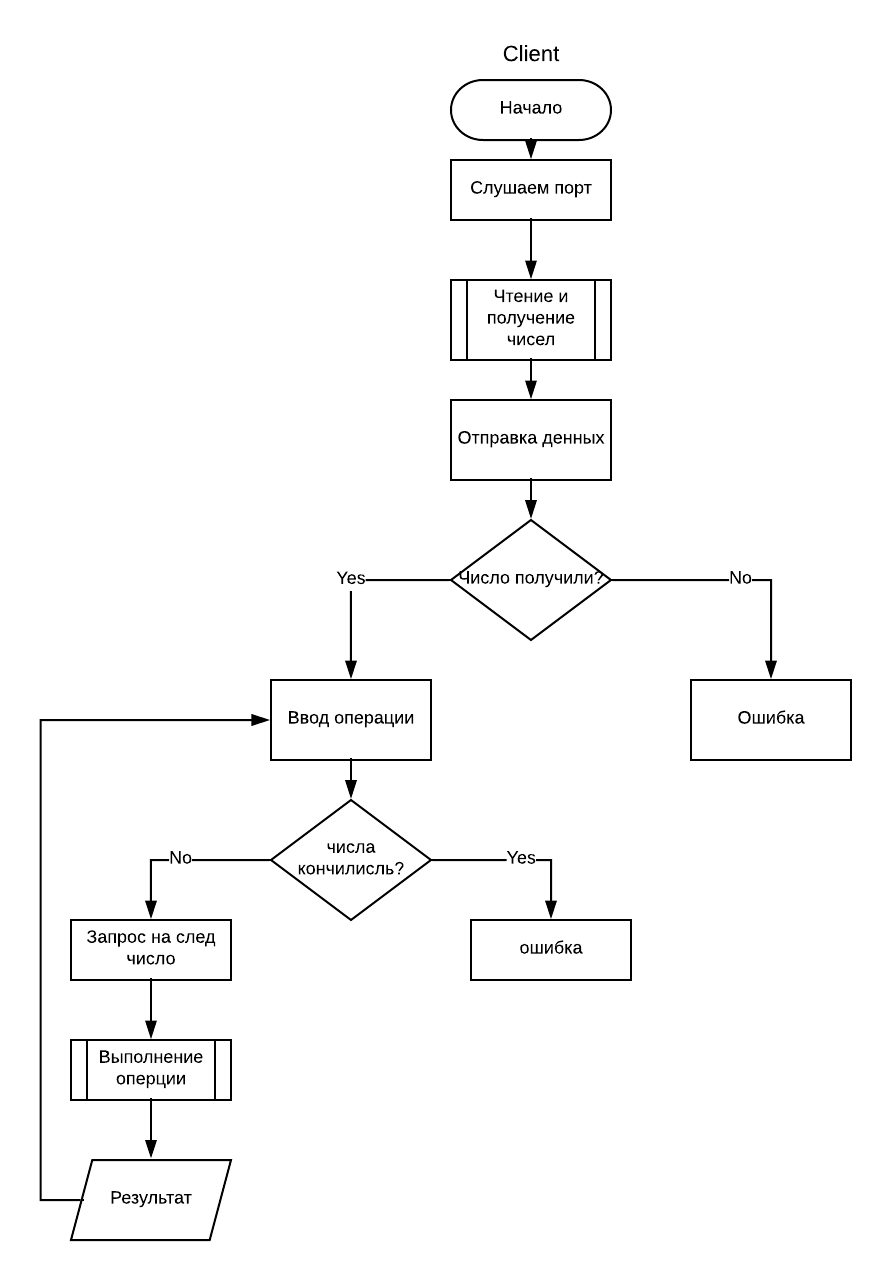 Client
Начало
Слушаем порт
Чтение и
получение
чисел
Отправка денных
Число получили?
Yes
No
Ввод операции
Ошибка
числа
кончилисль?
No
Yes
Запрос на след
число
ошибка
Выполнение
оперции
Результат